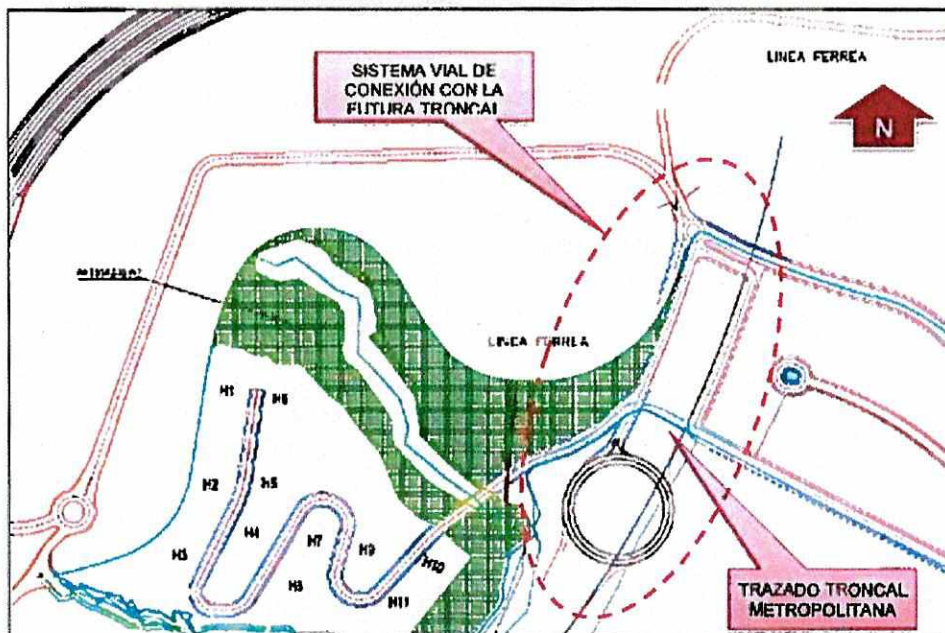 LINEA FERREA
SISTEMA VIAL DE
CONEXIÓN CON LA
FUTURA TRONCAL
N
LINEA FERREA
H1
H6
H2
H5
H3
H4
H7
H9
H8
H10
H11
TRAZADO TRONCAL
METROPOLITANA